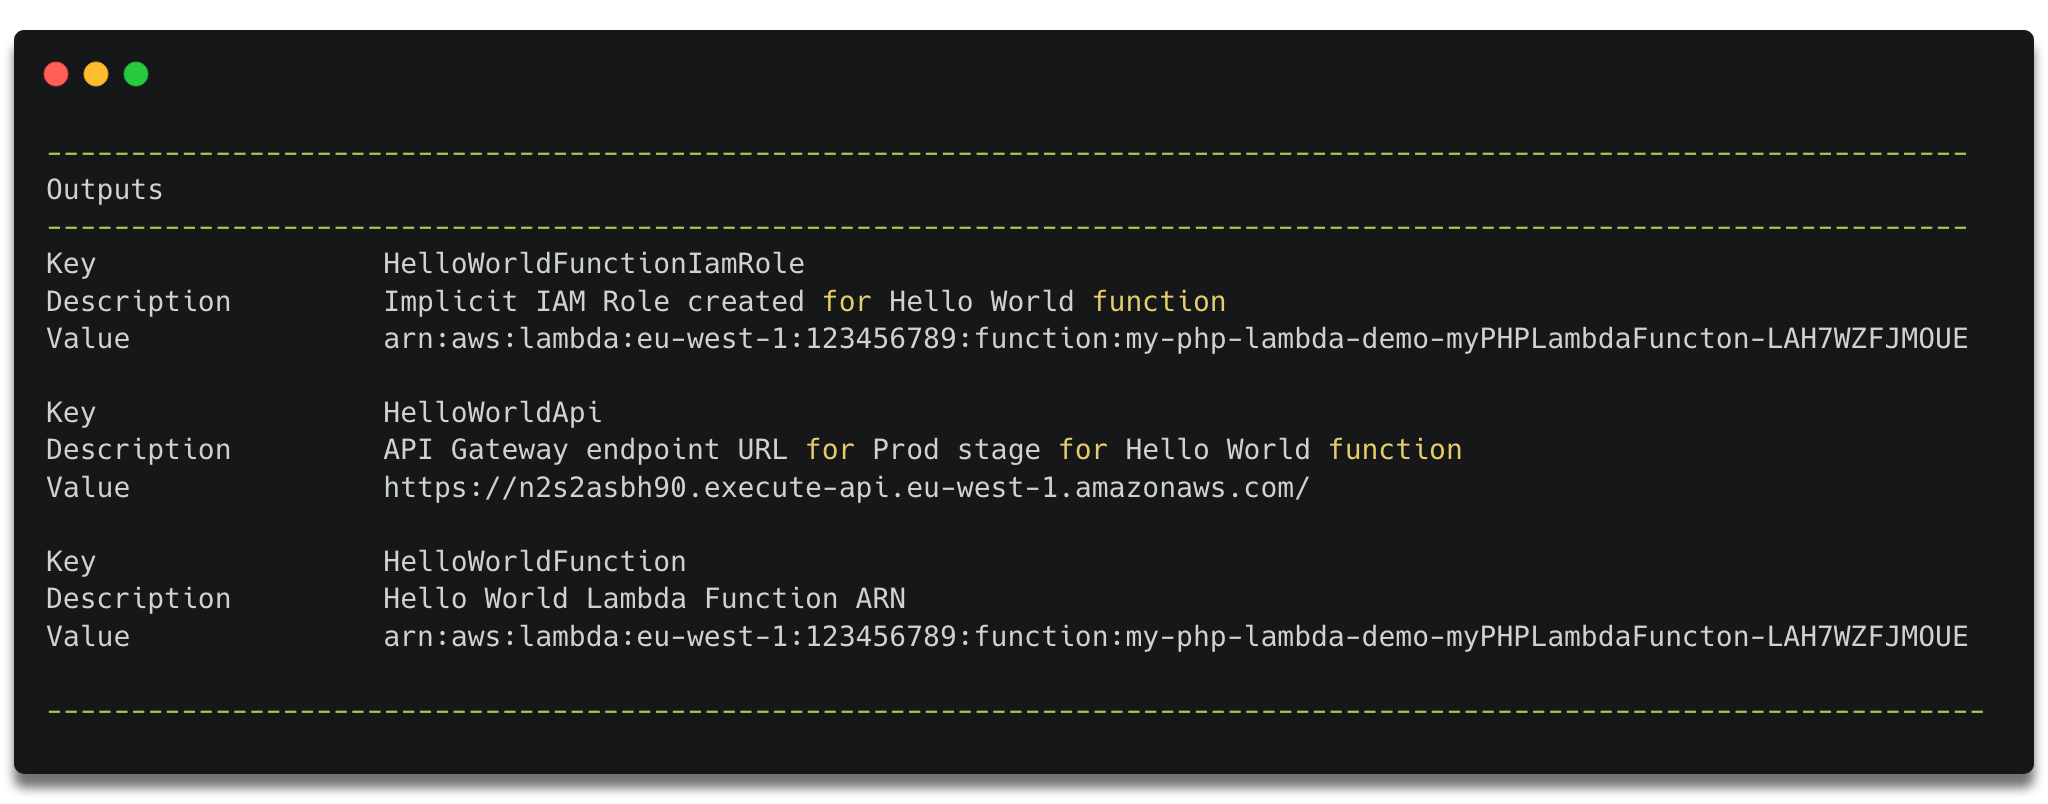 --------------------------------------------------------------------------------------------------------------------
Outputs
--------------------------------------------------------------------------------------------------------------------
Key                 HelloWorldFunctionIamRole
Description         Implicit IAM Role created for Hello World function
Value               arn:aws:lambda:eu-west-1:123456789:function:my-php-lambda-demo-myPHPLambdaFuncton-LAH7WZFJMOUE

Key                 HelloWorldApi
Description         API Gateway endpoint URL for Prod stage for Hello World function
Value               https://n2s2asbh90.execute-api.eu-west-1.amazonaws.com/

Key                 HelloWorldFunction
Description         Hello World Lambda Function ARN
Value               arn:aws:lambda:eu-west-1:123456789:function:my-php-lambda-demo-myPHPLambdaFuncton-LAH7WZFJMOUE

---------------------------------------------------------------------------------------------------------------------